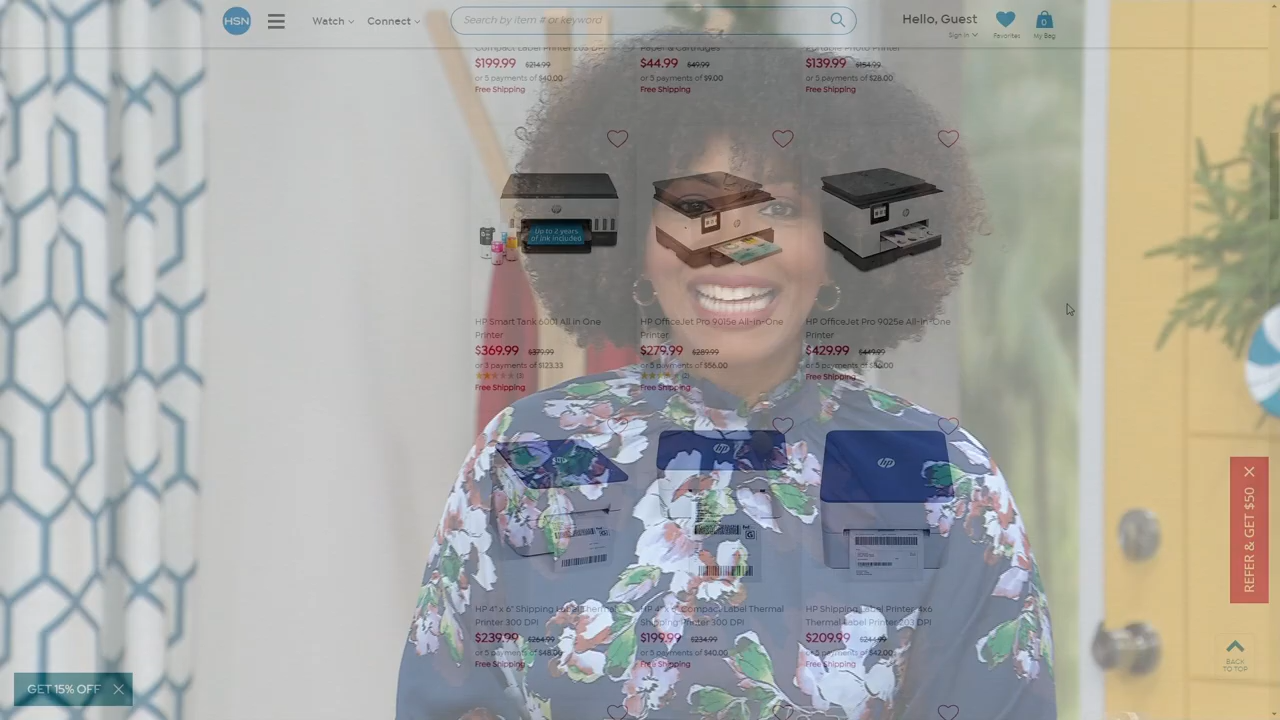 HSN
Watch
Connect
Search by item # or keyword
Hello, Guest
Sign In
Favorites
0
My Bag
Compact Label Printer 203 DPI
Paper & Cartridges
Portable Photo Printer
$199.99 $214.99
$44.99 $49.99
$139.99 $154.99
or 5 payments of $40.00
or 5 payments of $9.00
or 5 payments of $28.00
Free Shipping
Free Shipping
Free Shipping
Up to 2 years
of ink included
HP Smart Tank 6001 All in One
Printer
$369.99 $379.99
or 3 payments of $123.33
Free Shipping
HP OfficeJet Pro 9015e All-in-One
Printer
$279.99 $289.99
or 5 payments of $56.00
Free Shipping
HP OfficeJet Pro 9025e All-in-One
Printer
$429.99 $449.99
or 5 payments of $86.00
Free Shipping
hp
hp
HP 4" x 6" Shipping Label Thermal
Printer 300 DPI
$239.99 $264.99
or 5 payments of $48.00
Free Shipping
HP 4" x 6" Compact Label Thermal
Shipping Printer 300 DPI
$199.99 $234.99
or 5 payments of $40.00
Free Shipping
HP Shipping Label Printer, 4x6
Thermal Label Printer 203 DPI
$209.99 $244.99
or 5 payments of $42.00
Free Shipping
REFER & GET $50
BACK
TO TOP
GET 15% OFF